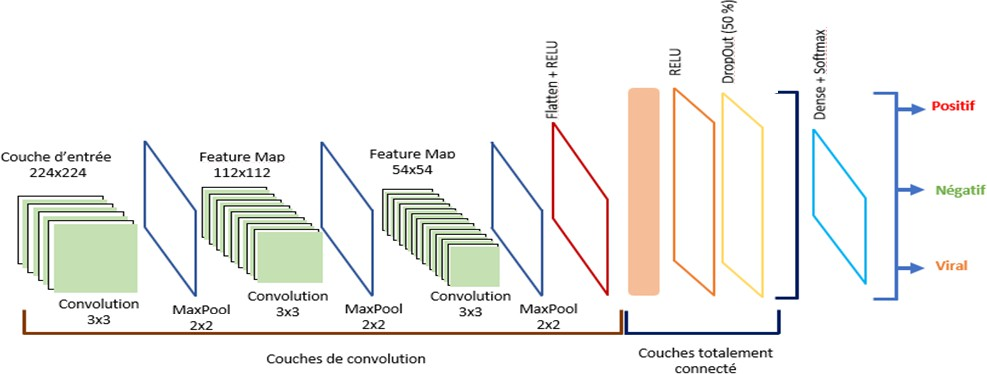 Couche d'entrée
224x224
Convolution
3x3
MaxPool
2x2
Feature Map
112x112
Convolution
3x3
MaxPool
2x2
Feature Map
54x54
Convolution
3x3
MaxPool
2x2
Flatten + RELU
RELU
DropOut (50 %)
Dense + Softmax
Positif
Négatif
Viral
Couches de convolution
Couches totalement
connecté